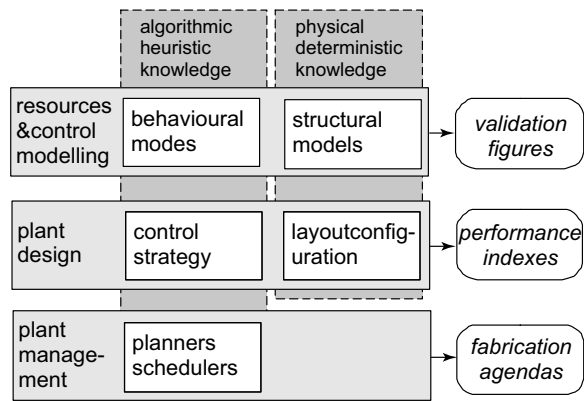 algorithmic
heuristic
knowledge
physical
deterministic
knowledge
resources
&control
modelling
behavioural
modes
structural
models
validation
figures
plant
design
control
strategy
layoutconfig-
uration
performance
indexes
plant
manage-
ment
planners
schedulers
fabrication
agendas